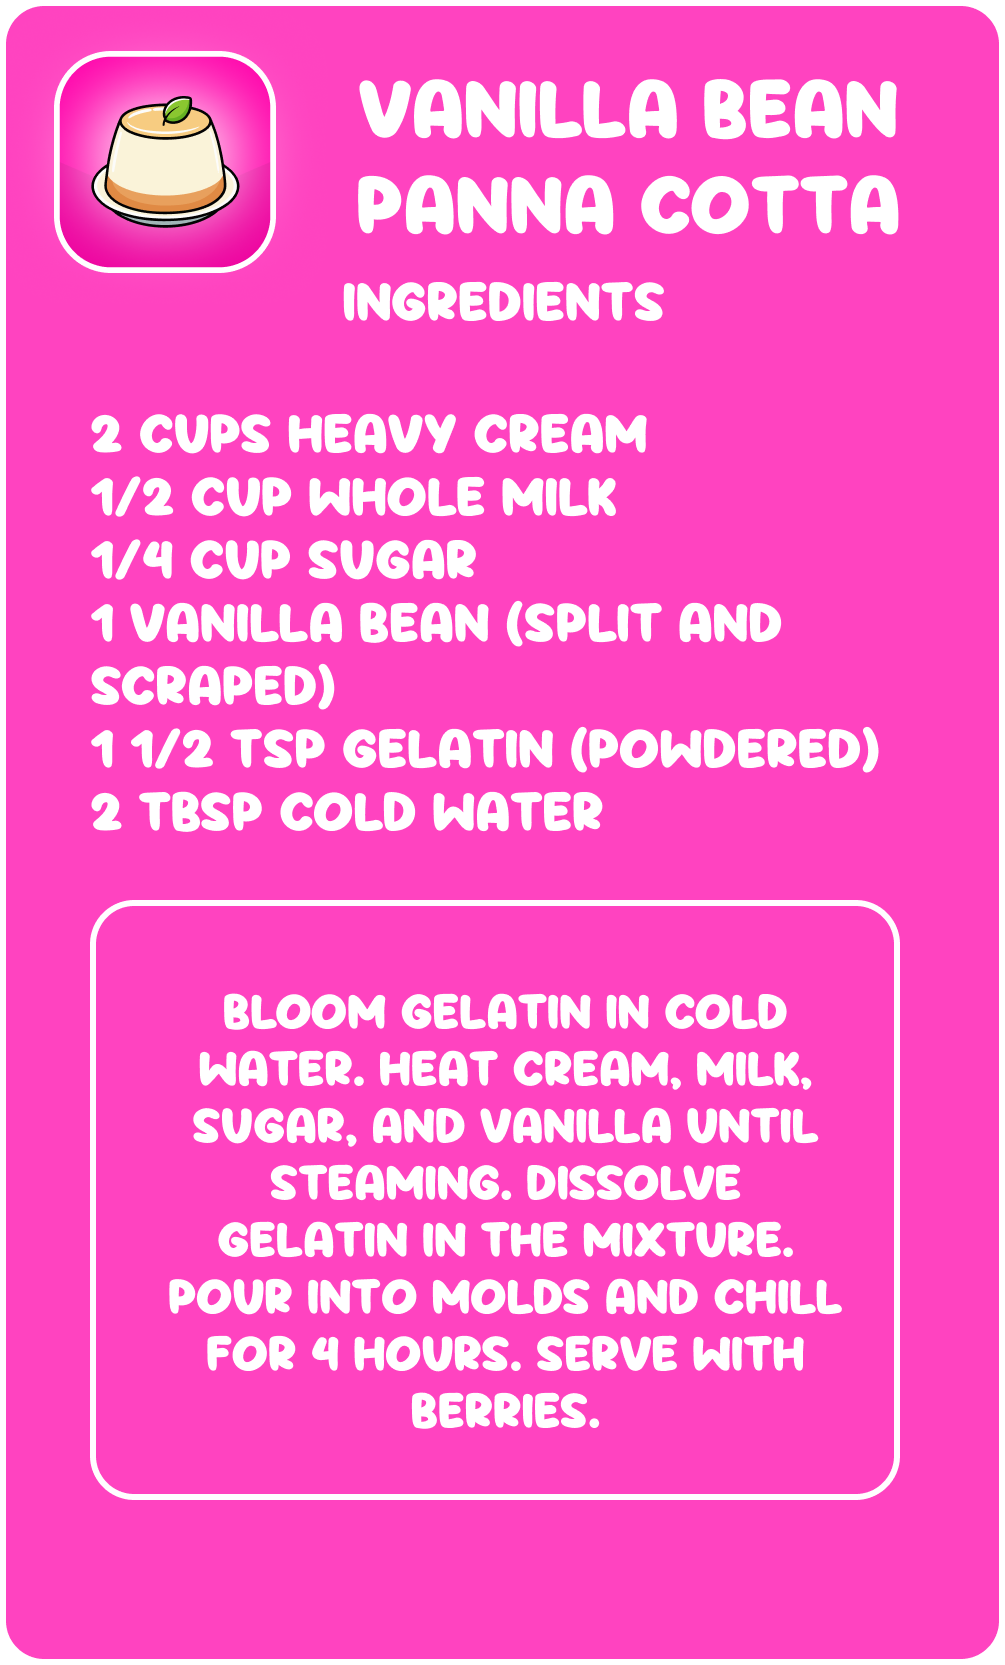 VANILLA BEAN
PANNA COTTA
INGREDIENTS
2 CUPS HEAVY CREAM
1/2 CUP WHOLE MILK
1/4 CUP SUGAR
1 VANILLA BEAN (SPLIT AND
SCRAPED)
1 1/2 TSP GELATIN (POWDERED)
2 TBSP COLD WATER
BLOOM GELATIN IN COLD
WATER. HEAT CREAM, MILK,
SUGAR, AND VANILLA UNTIL
STEAMING. DISSOLVE
GELATIN IN THE MIXTURE.
POUR INTO MOLDS AND CHILL
FOR 4 HOURS. SERVE WITH
BERRIES.